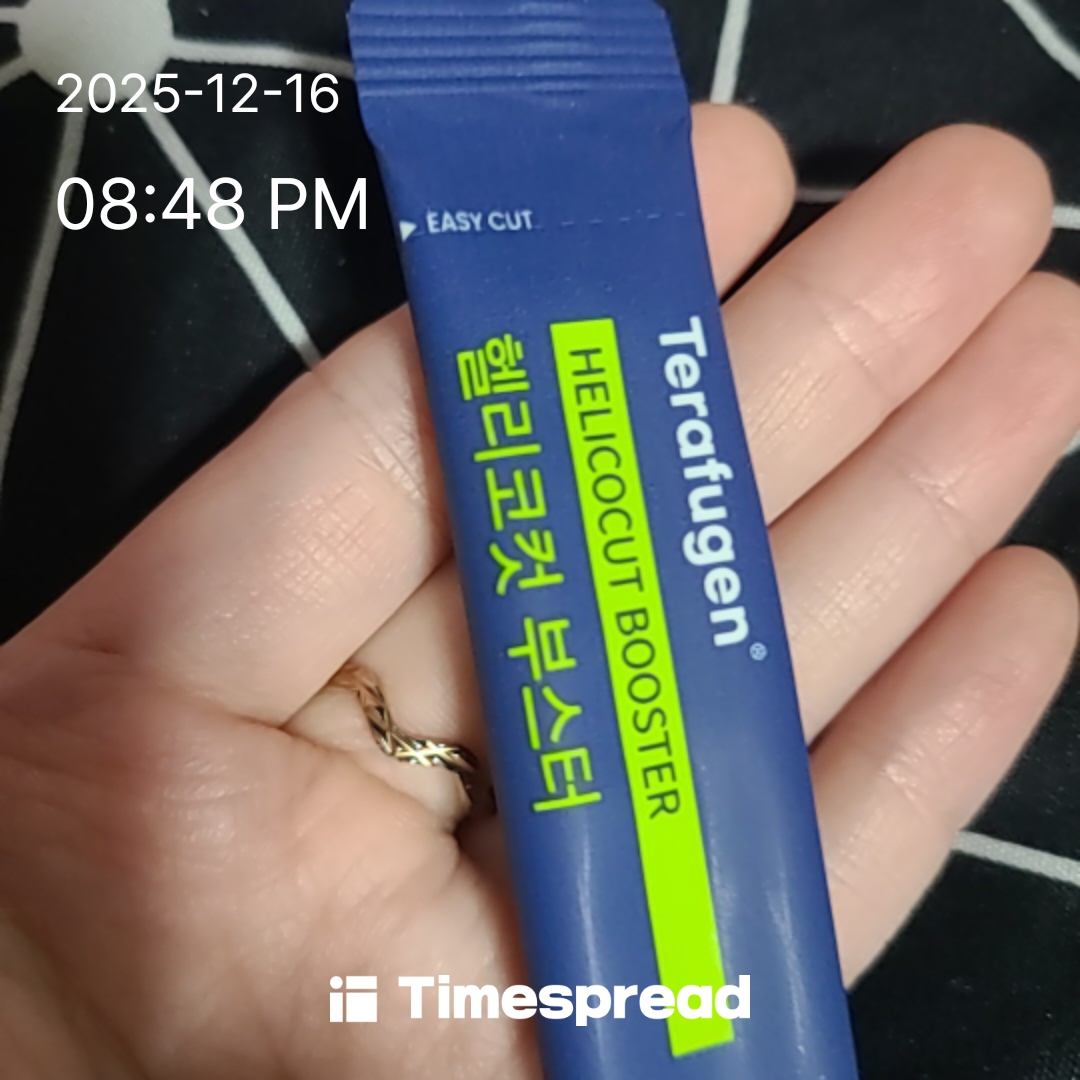 2025-12-16
08:48 PM
EASY CUT
Terafugen®
HELICOCUT BOOSTER
헬리코컷 부스터
Timespread